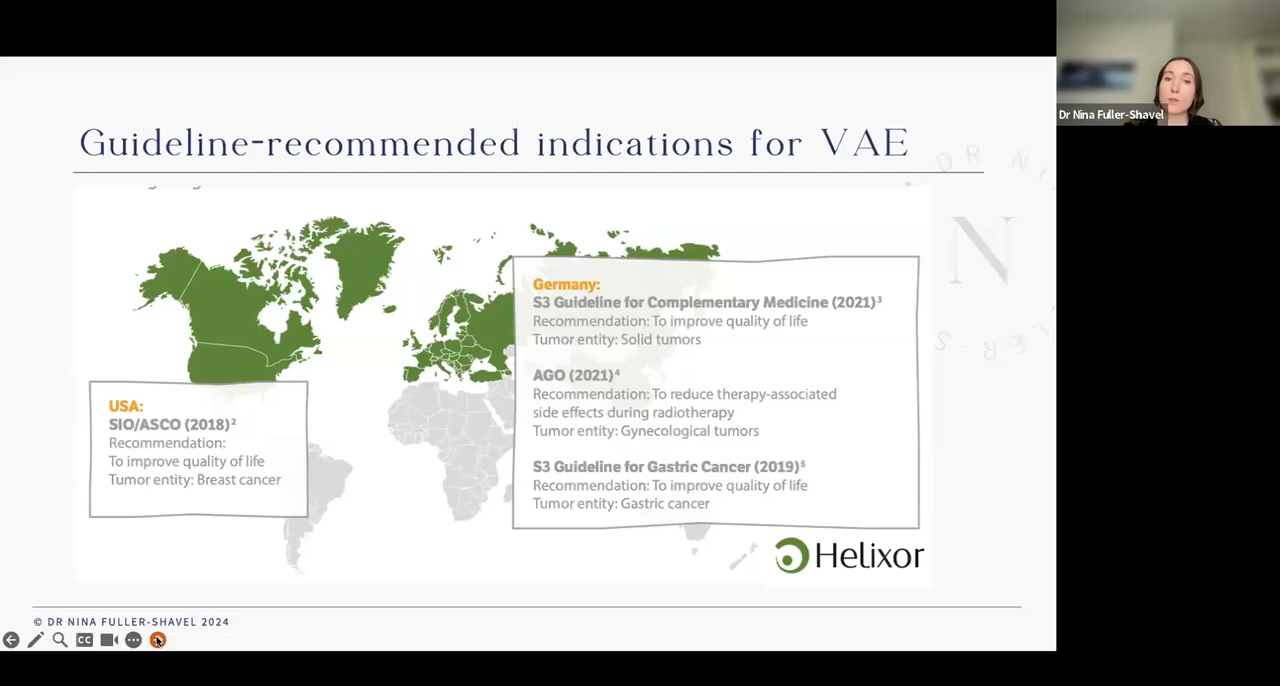 Dr Nina Fuller-Shavel
Guideline-recommended indications for VAE
DR NI
N
ERS
Germany:
S3 Guideline for Complementary Medicine (2021)³
Recommendation: To improve quality of life
Tumor entity: Solid tumors
AGO (2021)⁴
Recommendation: To reduce therapy-associated
side effects during radiotherapy
Tumor entity: Gynecological tumors
S3 Guideline for Gastric Cancer (2019)⁵
Recommendation: To improve quality of life
Tumor entity: Gastric cancer
USA:
SIO/ASCO (2018)²
Recommendation:
To improve quality of life
Tumor entity: Breast cancer
Helixor
© DR NINA FULLER-SHAVEL 2024
CC